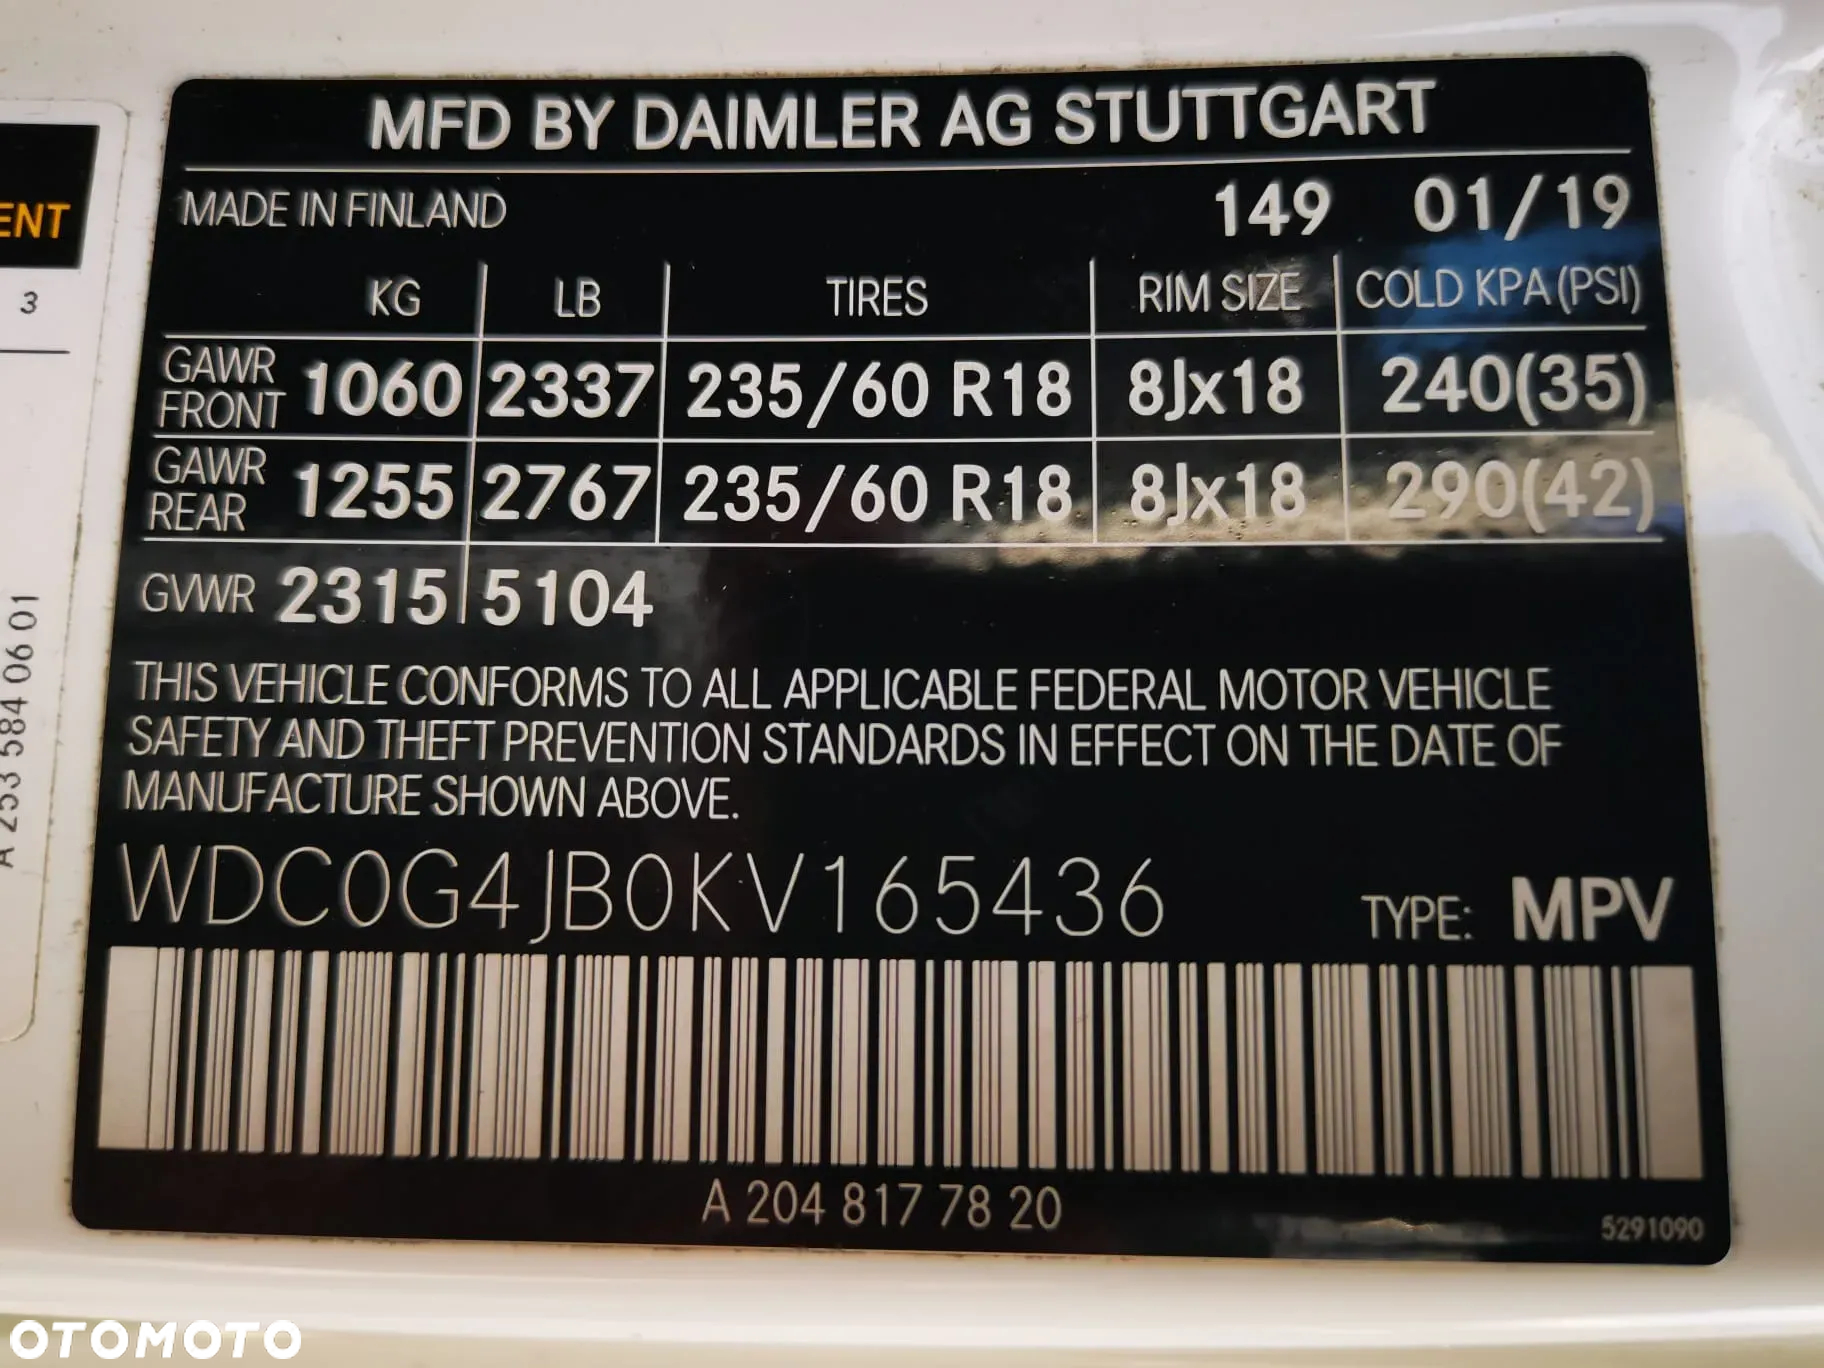 MFD BY DAIMLER AG STUTTGART
MADE IN FINLAND 149 01/19
KG LB TIRES RIM SIZE COLD KPA (PSI)
GAWR FRONT 1060 2337 235/60 R18 8Jx18 240(35)
GAWR REAR 1255 2767 235/60 R18 8Jx18 290(42)
GVWR 2315 5104
THIS VEHICLE CONFORMS TO ALL APPLICABLE FEDERAL MOTOR VEHICLE
SAFETY AND THEFT PREVENTION STANDARDS IN EFFECT ON THE DATE OF
MANUFACTURE SHOWN ABOVE.
WDC0G4JB0KV165436 TYPE: MPV
A 204 817 78 20
5291090
ENT
3
A 253 584 06 01
OTOMOTO